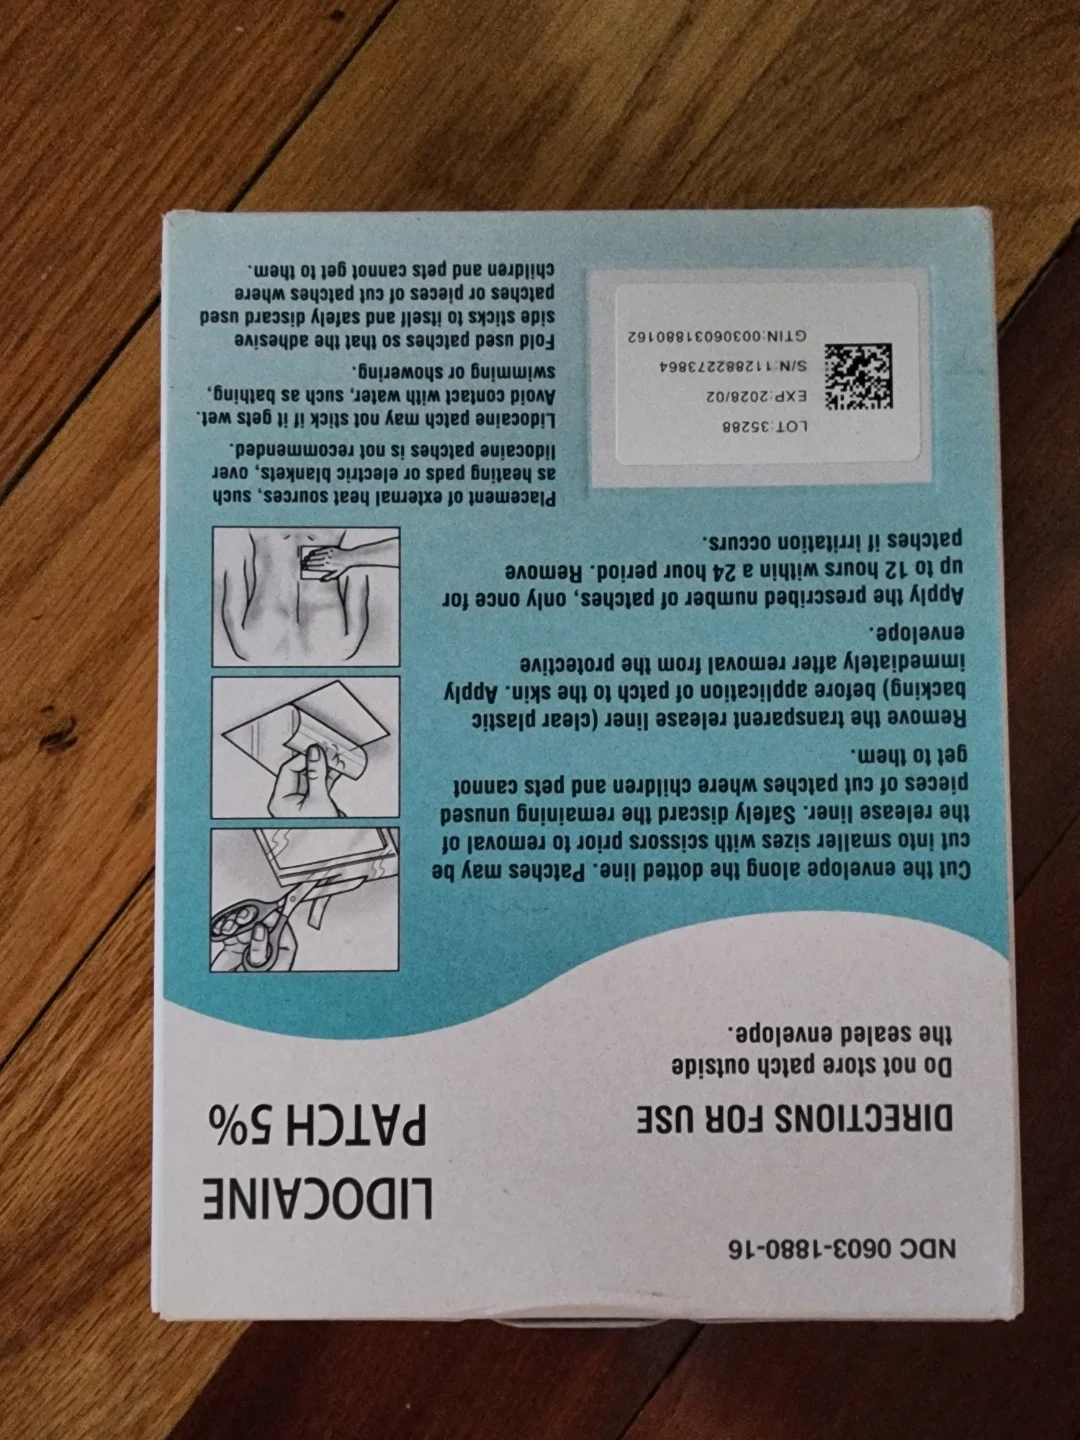 NDC 0603-1880-16
LIDOCAINE
PATCH 5%
DIRECTIONS FOR USE
Do not store patch outside
the sealed envelope.
Cut the envelope along the dotted line. Patches may be
cut into smaller sizes with scissors prior to removal of
the release liner. Safely discard the remaining unused
pieces of cut patches where children and pets cannot
get to them.
Remove the transparent release liner (clear plastic
backing) before application of patch to the skin. Apply
immediately after removal from the protective
envelope.
Apply the prescribed number of patches, only once for
up to 12 hours within a 24 hour period. Remove
patches if irritation occurs.
LOT:35288
EXP:2028/02
S/N:112882273864
GTIN:00306031880162
Placement of external heat sources, such
as heating pads or electric blankets, over
lidocaine patches is not recommended.
Lidocaine patch may not stick if it gets wet.
Avoid contact with water, such as bathing,
swimming or showering.
Fold used patches so that the adhesive
side sticks to itself and safely discard used
patches or pieces of cut patches where
children and pets cannot get to them.